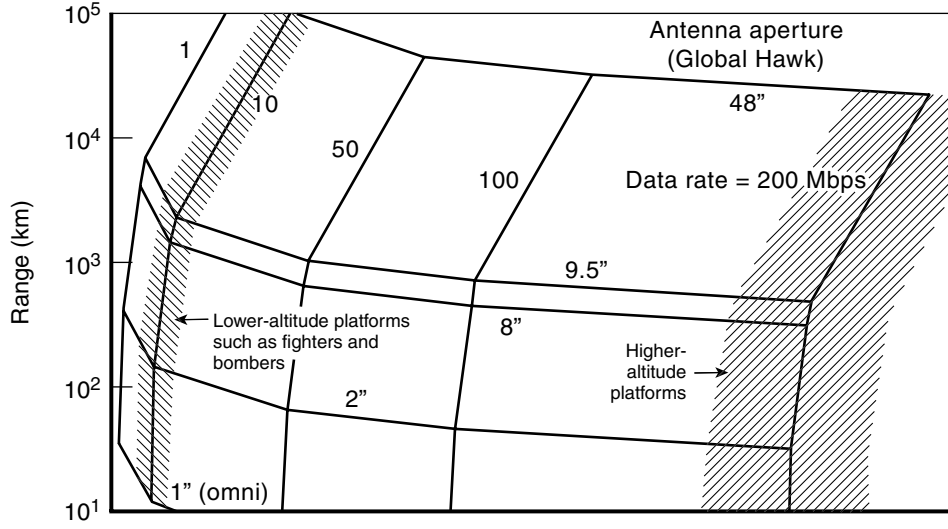 10⁵
10⁴
10³
10²
10¹
Range (km)
Antenna aperture
(Global Hawk)
1
10
50
100
48”
Data rate = 200 Mbps
9.5”
8”
Lower-altitude platforms
such as fighters and
bombers
Higher-
altitude
platforms
2”
1” (omni)